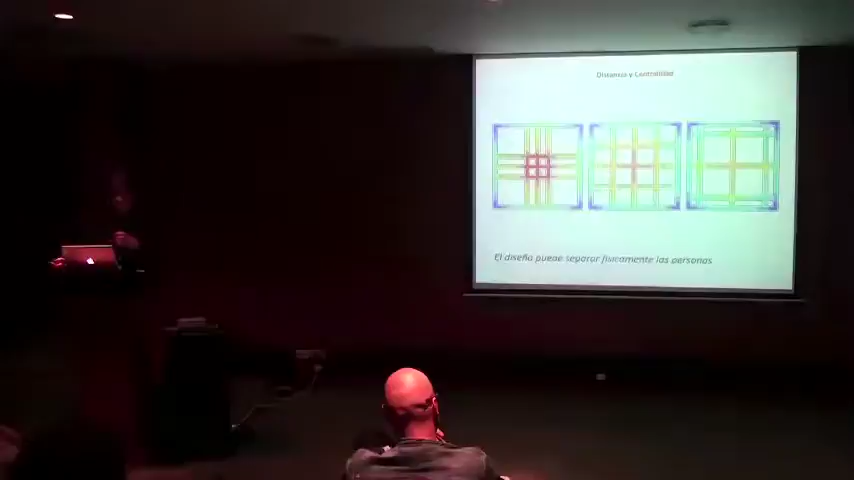 Distancia y Centralidad
El diseño puede separar físicamente las personas